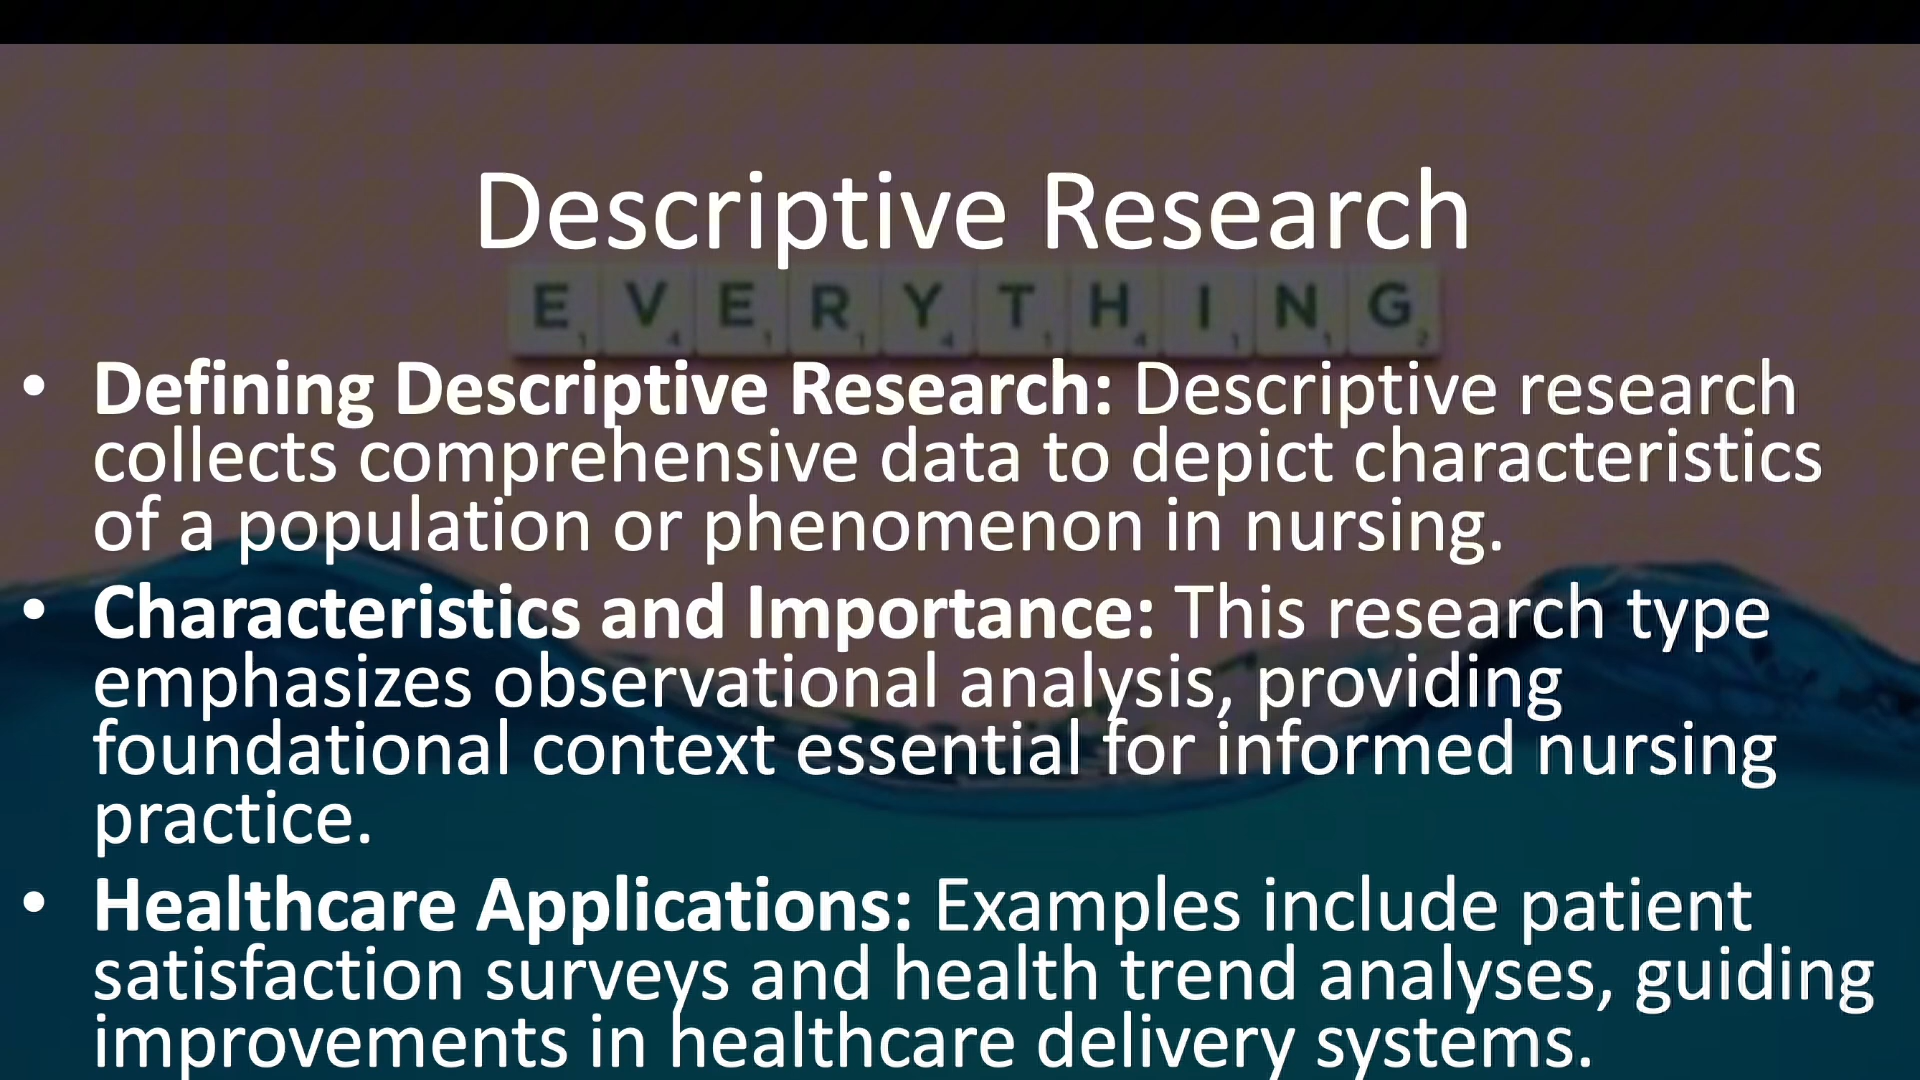 Descriptive Research
EVERYTHING
• Defining Descriptive Research: Descriptive research
collects comprehensive data to depict characteristics
of a population or phenomenon in nursing.
• Characteristics and Importance: This research type
emphasizes observational analysis, providing
foundational context essential for informed nursing
practice.
• Healthcare Applications: Examples include patient
satisfaction surveys and health trend analyses, guiding
improvements in healthcare delivery systems.